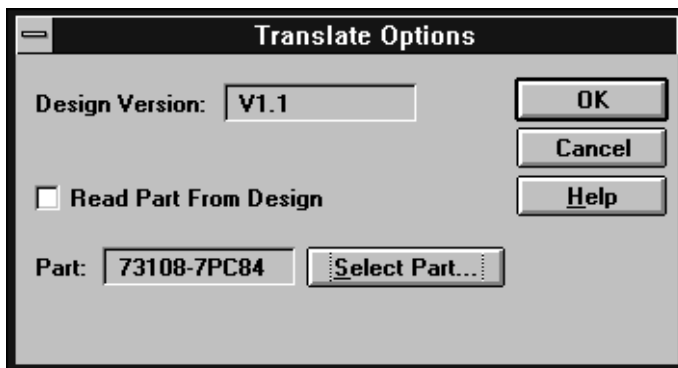 Translate Options
Design Version: V1.1
OK
Cancel
Read Part From Design
Help
Part: 73108-7PC84 Select Part...